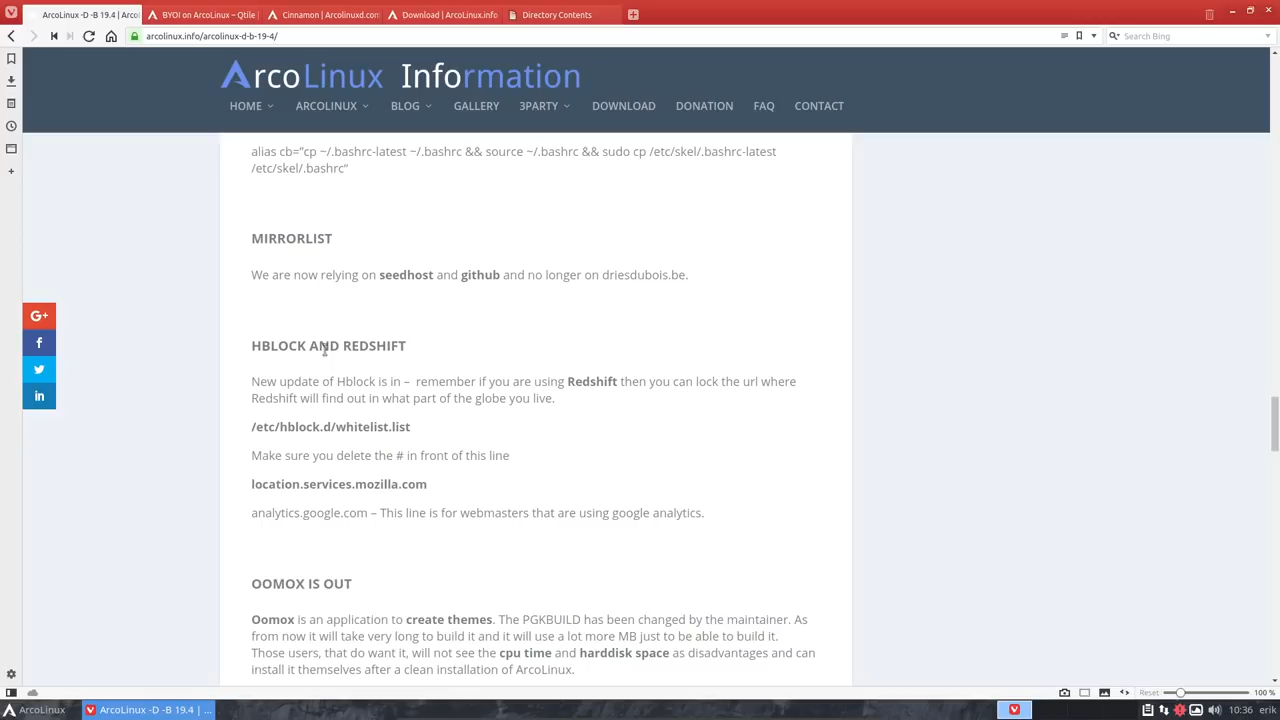 ArcoLinux -D -B 19.4 | Arco
BYOI on ArcoLinux – Qtile
Cinnamon | Arcolinuxd.con
Download | ArcoLinux.info
Directory Contents
arcolinux.info/arcolinux-d-b-19-4/
Search Bing
ArcoLinux Information
HOME
ARCOLINUX
BLOG
GALLERY
3PARTY
DOWNLOAD
DONATION
FAQ
CONTACT
alias cb=”cp ~/.bashrc-latest ~/.bashrc && source ~/.bashrc && sudo cp /etc/skel/.bashrc-latest
/etc/skel/.bashrc“
MIRRORLIST
We are now relying on seedhost and github and no longer on driesdubois.be.
HBLOCK AND REDSHIFT
New update of Hblock is in – remember if you are using Redshift then you can lock the url where
Redshift will find out in what part of the globe you live.
/etc/hblock.d/whitelist.list
Make sure you delete the # in front of this line
location.services.mozilla.com
analytics.google.com – This line is for webmasters that are using google analytics.
OOMOX IS OUT
Oomox is an application to create themes. The PGKBUILD has been changed by the maintainer. As
from now it will take very long to build it and it will use a lot more MB just to be able to build it.
Those users, that do want it, will not see the cpu time and harddisk space as disadvantages and can
install it themselves after a clean installation of ArcoLinux.
Reset
100 %
ArcoLinux
ArcoLinux -D -B 19.4 | ...
10:36 erik